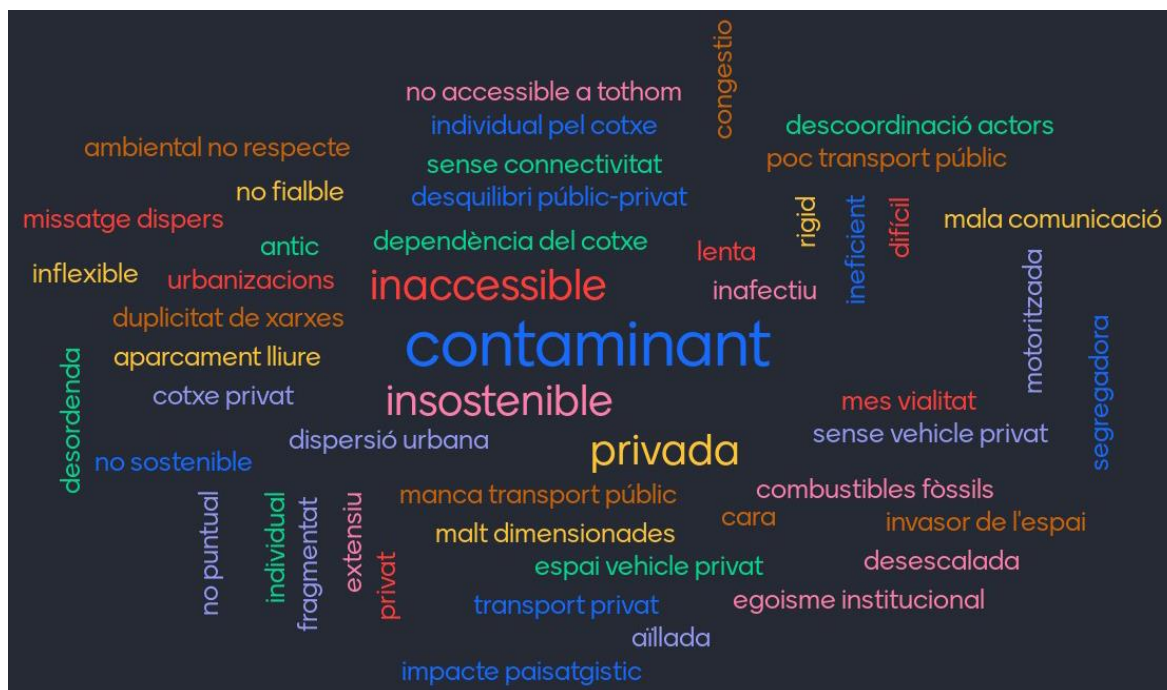 congestio
no accessible a tothom
individual pel cotxe
descoordinació actors
ambiental no respecte
sense connectivitat
poc transport públic
no fialble
desquilibri públic-privat
missatge dispers
rigid
ineficient
difícil
mala comunicació
antic
dependència del cotxe
lenta
inflexible
urbanizacions
inaccessible
inafectiu
motoritzada
duplicitat de xarxes
contaminant
segregadora
aparcament lliure
desordenda
cotxe privat
insostenible
mes vialitat
dispersió urbana
privada
sense vehicle privat
no sostenible
no puntual
individual
fragmentat
extensiu
privat
manca transport públic
combustibles fòssils
cara
invasor de l'espai
malt dimensionades
espai vehicle privat
desescalada
transport privat
egoisme institucional
aïllada
impacte paisatgistic